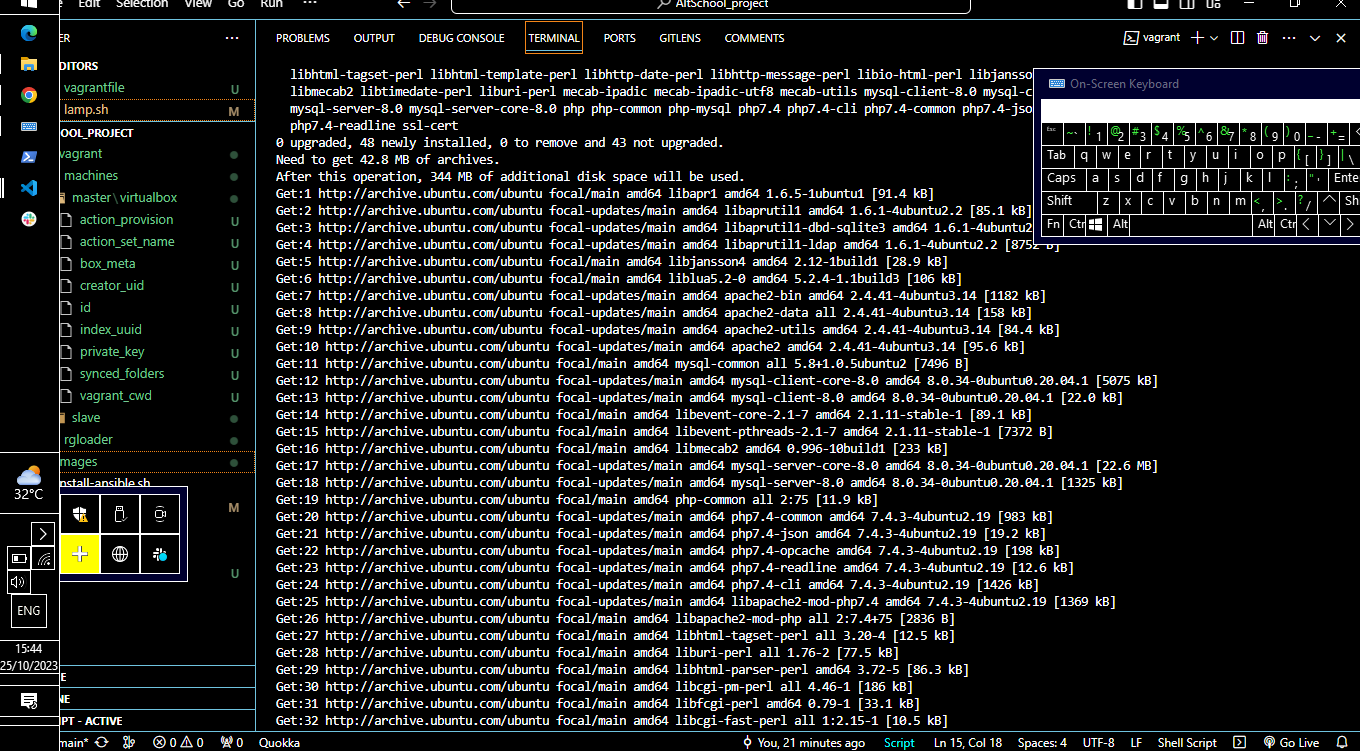 Edit Selection View Go Run ··· AltSchool_project
PROBLEMS OUTPUT DEBUG CONSOLE TERMINAL PORTS GITLENS COMMENTS vagrant
ER ···
DITORS
vagrantfile U
lamp.sh M
OOL_PROJECT
vagrant
machines
master\virtualbox
action_provision U
action_set_name U
box_meta U
creator_uid U
id U
index_uuid U
private_key U
synced_folders U
vagrant_cwd U
slave
rgloader
mages
nstall-ansible.sh
M
U
E
NE
IPT - ACTIVE
32°C
ENG
15:44
25/10/2023
libhtml-tagset-perl libhtml-template-perl libhttp-date-perl libhttp-message-perl libio-html-perl libjansso
libmecab2 libtimedate-perl liburi-perl mecab-ipadic mecab-ipadic-utf8 mecab-utils mysql-client-8.0 mysql-c
mysql-server-8.0 mysql-server-core-8.0 php php-common php-mysql php7.4 php7.4-cli php7.4-common php7.4-jso
php7.4-readline ssl-cert
0 upgraded, 48 newly installed, 0 to remove and 43 not upgraded.
Need to get 42.8 MB of archives.
After this operation, 344 MB of additional disk space will be used.
Get:1 http://archive.ubuntu.com/ubuntu focal/main amd64 libapr1 amd64 1.6.5-1ubuntu1 [91.4 kB]
Get:2 http://archive.ubuntu.com/ubuntu focal-updates/main amd64 libaprutil1 amd64 1.6.1-4ubuntu2.2 [85.1 kB]
Get:3 http://archive.ubuntu.com/ubuntu focal-updates/main amd64 libaprutil1-dbd-sqlite3 amd64 1.6.1-4ubuntu2
Get:4 http://archive.ubuntu.com/ubuntu focal-updates/main amd64 libaprutil1-ldap amd64 1.6.1-4ubuntu2.2 [8752 B]
Get:5 http://archive.ubuntu.com/ubuntu focal/main amd64 libjansson4 amd64 2.12-1build1 [28.9 kB]
Get:6 http://archive.ubuntu.com/ubuntu focal/main amd64 liblua5.2-0 amd64 5.2.4-1.1build3 [106 kB]
Get:7 http://archive.ubuntu.com/ubuntu focal-updates/main amd64 apache2-bin amd64 2.4.41-4ubuntu3.14 [1182 kB]
Get:8 http://archive.ubuntu.com/ubuntu focal-updates/main amd64 apache2-data all 2.4.41-4ubuntu3.14 [158 kB]
Get:9 http://archive.ubuntu.com/ubuntu focal-updates/main amd64 apache2-utils amd64 2.4.41-4ubuntu3.14 [84.4 kB]
Get:10 http://archive.ubuntu.com/ubuntu focal-updates/main amd64 apache2 amd64 2.4.41-4ubuntu3.14 [95.6 kB]
Get:11 http://archive.ubuntu.com/ubuntu focal/main amd64 mysql-common all 5.8+1.0.5ubuntu2 [7496 B]
Get:12 http://archive.ubuntu.com/ubuntu focal-updates/main amd64 mysql-client-core-8.0 amd64 8.0.34-0ubuntu0.20.04.1 [5075 kB]
Get:13 http://archive.ubuntu.com/ubuntu focal-updates/main amd64 mysql-client-8.0 amd64 8.0.34-0ubuntu0.20.04.1 [22.0 kB]
Get:14 http://archive.ubuntu.com/ubuntu focal/main amd64 libevent-core-2.1-7 amd64 2.1.11-stable-1 [89.1 kB]
Get:15 http://archive.ubuntu.com/ubuntu focal/main amd64 libevent-pthreads-2.1-7 amd64 2.1.11-stable-1 [7372 B]
Get:16 http://archive.ubuntu.com/ubuntu focal/main amd64 libmecab2 amd64 0.996-10build1 [233 kB]
Get:17 http://archive.ubuntu.com/ubuntu focal-updates/main amd64 mysql-server-core-8.0 amd64 8.0.34-0ubuntu0.20.04.1 [22.6 MB]
Get:18 http://archive.ubuntu.com/ubuntu focal-updates/main amd64 mysql-server-8.0 amd64 8.0.34-0ubuntu0.20.04.1 [1325 kB]
Get:19 http://archive.ubuntu.com/ubuntu focal/main amd64 php-common all 2:75 [11.9 kB]
Get:20 http://archive.ubuntu.com/ubuntu focal-updates/main amd64 php7.4-common amd64 7.4.3-4ubuntu2.19 [983 kB]
Get:21 http://archive.ubuntu.com/ubuntu focal-updates/main amd64 php7.4-json amd64 7.4.3-4ubuntu2.19 [19.2 kB]
Get:22 http://archive.ubuntu.com/ubuntu focal-updates/main amd64 php7.4-opcache amd64 7.4.3-4ubuntu2.19 [198 kB]
Get:23 http://archive.ubuntu.com/ubuntu focal-updates/main amd64 php7.4-readline amd64 7.4.3-4ubuntu2.19 [12.6 kB]
Get:24 http://archive.ubuntu.com/ubuntu focal-updates/main amd64 php7.4-cli amd64 7.4.3-4ubuntu2.19 [1426 kB]
Get:25 http://archive.ubuntu.com/ubuntu focal-updates/main amd64 libapache2-mod-php7.4 amd64 7.4.3-4ubuntu2.19 [1369 kB]
Get:26 http://archive.ubuntu.com/ubuntu focal/main amd64 libapache2-mod-php all 2:7.4+75 [2836 B]
Get:27 http://archive.ubuntu.com/ubuntu focal/main amd64 libhtml-tagset-perl all 3.20-4 [12.5 kB]
Get:28 http://archive.ubuntu.com/ubuntu focal/main amd64 liburi-perl all 1.76-2 [77.5 kB]
Get:29 http://archive.ubuntu.com/ubuntu focal/main amd64 libhtml-parser-perl amd64 3.72-5 [86.3 kB]
Get:30 http://archive.ubuntu.com/ubuntu focal/main amd64 libcgi-pm-perl all 4.46-1 [186 kB]
Get:31 http://archive.ubuntu.com/ubuntu focal/main amd64 libfcgi-perl amd64 0.79-1 [33.1 kB]
Get:32 http://archive.ubuntu.com/ubuntu focal/main amd64 libcgi-fast-perl all 1:2.15-1 [10.5 kB]
On-Screen Keyboard
Esc ~` !1 @2 #3 $4 %5 ^6 &7 *8 (9 )0 _- +=
Tab q w e r t y u i o p {[ }] |\
Caps a s d f g h j k l :; "' Enter
Shift z x c v b n m <, >. ?/ Shi
Fn Ctr Alt Alt Ctr
main* 0 0 0 Quokka You, 21 minutes ago Script Ln 15, Col 18 Spaces: 4 UTF-8 LF Shell Script Go Live